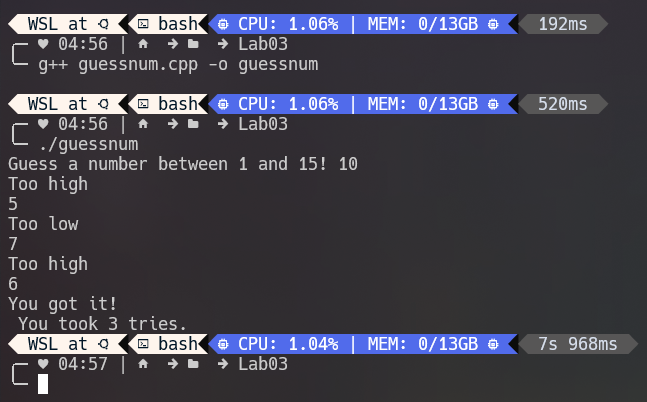 WSL at bash CPU: 1.06% | MEM: 0/13GB 192ms
04:56 | Lab03
g++ guessnum.cpp -o guessnum
WSL at bash CPU: 1.06% | MEM: 0/13GB 520ms
04:56 | Lab03
./guessnum
Guess a number between 1 and 15! 10
Too high
5
Too low
7
Too high
6
You got it!
You took 3 tries.
WSL at bash CPU: 1.04% | MEM: 0/13GB 7s 968ms
04:57 | Lab03